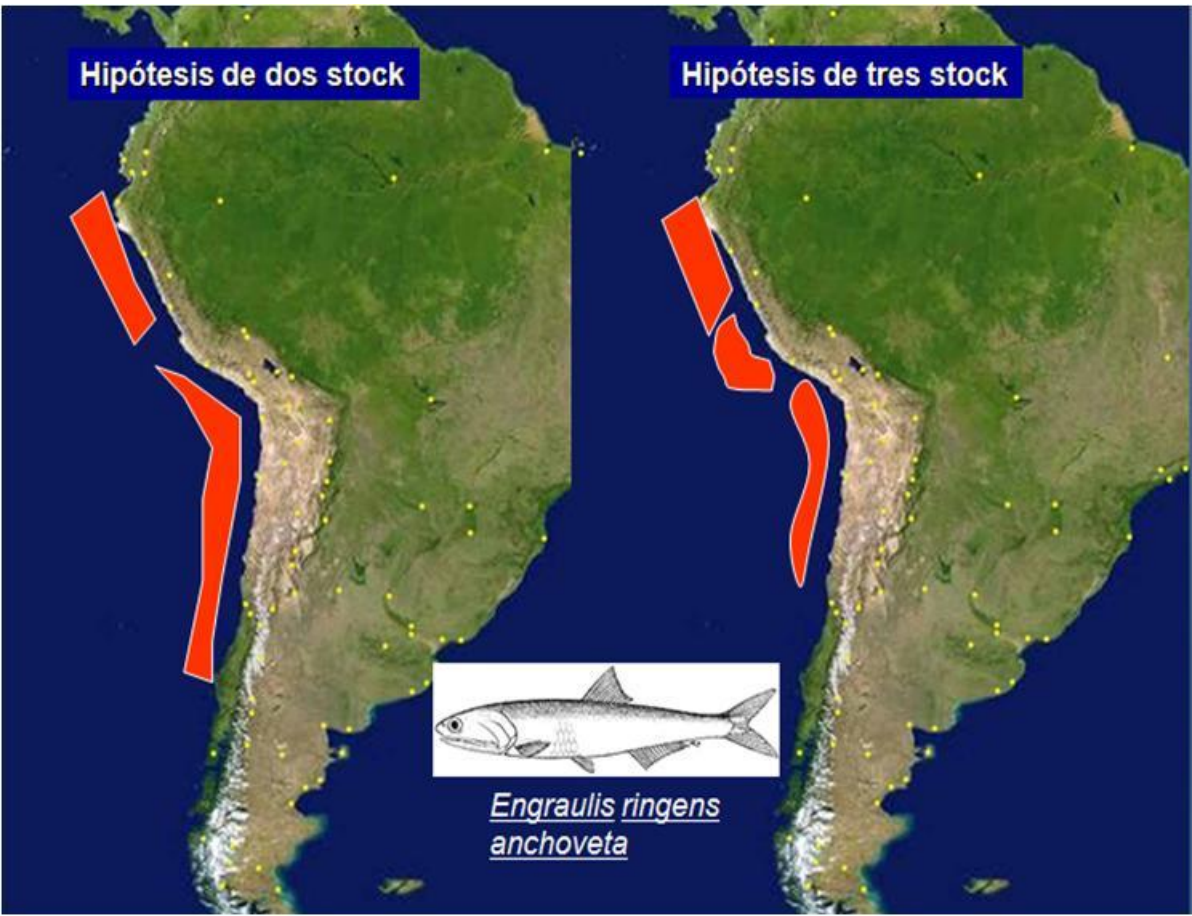 Hipótesis de dos stock
Hipótesis de tres stock
Engraulis ringens
anchoveta